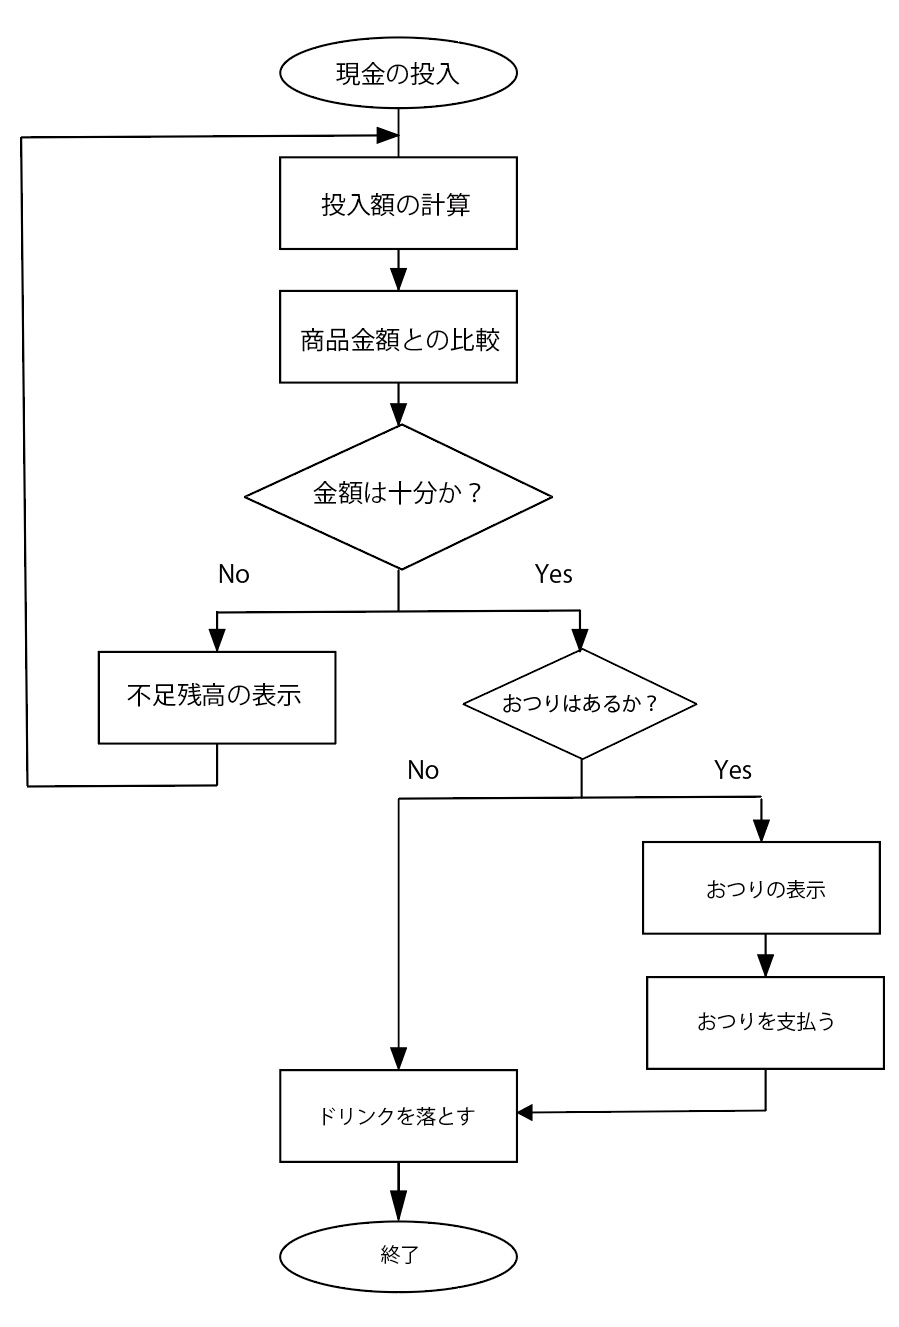 現金の投入
投入額の計算
商品金額との比較
金額は十分か？
No
Yes
不足残高の表示
おつりはあるか？
No
Yes
おつりの表示
おつりを支払う
ドリンクを落とす
終了